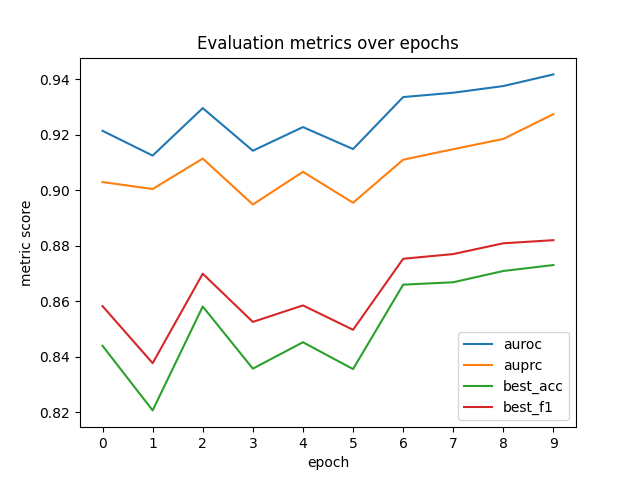 Evaluation metrics over epochs
metric score
0.94
0.92
0.90
0.88
0.86
0.84
0.82
auroc
auprc
best_acc
best_f1
0 1 2 3 4 5 6 7 8 9
epoch